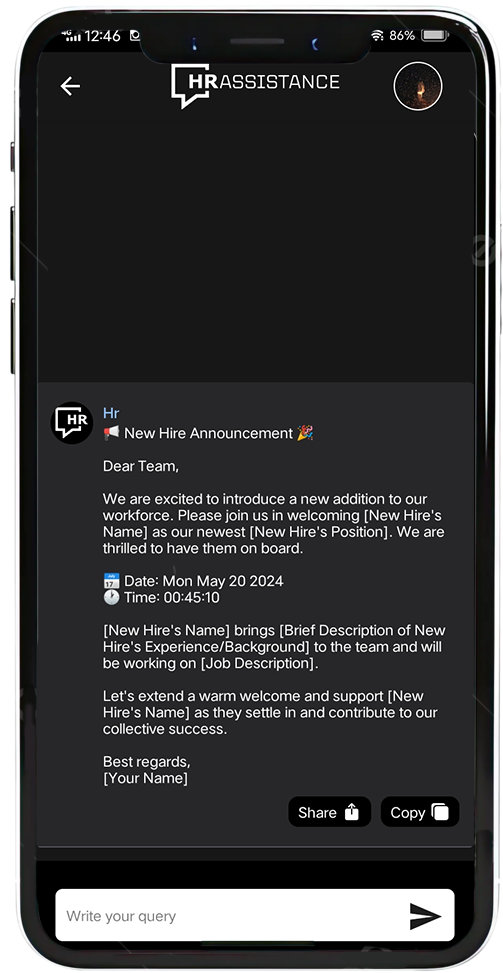 4G 12:46 86%
HRASSISTANCE
HR
Hr
📢 New Hire Announcement 🎉
Dear Team,
We are excited to introduce a new addition to our
workforce. Please join us in welcoming [New Hire's
Name] as our newest [New Hire's Position]. We are
thrilled to have them on board.
📅 Date: Mon May 20 2024
🕐 Time: 00:45:10
[New Hire's Name] brings [Brief Description of New
Hire's Experience/Background] to the team and will
be working on [Job Description].
Let's extend a warm welcome and support [New
Hire's Name] as they settle in and contribute to our
collective success.
Best regards,
[Your Name]
Share Copy
Write your query